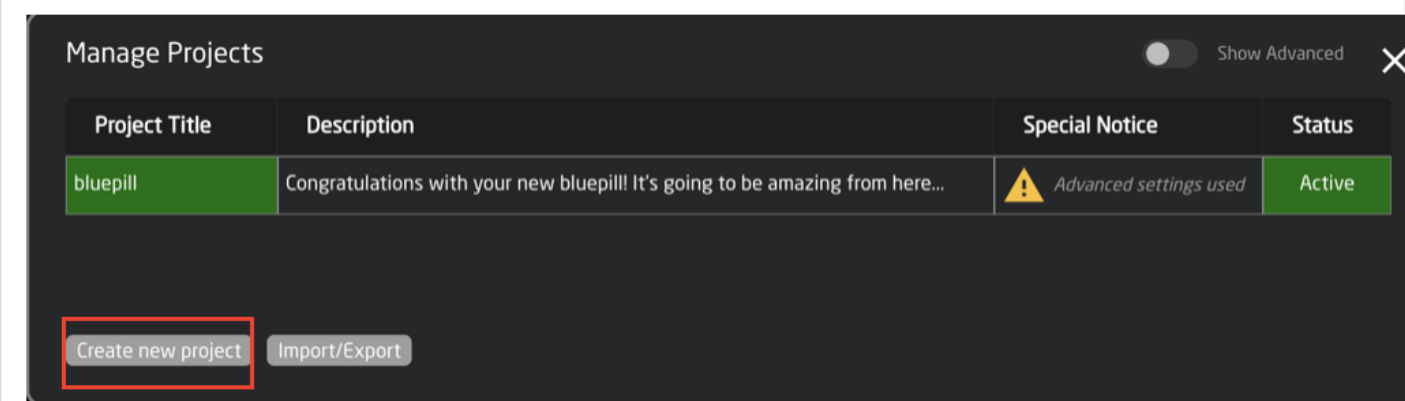 Manage Projects
Show Advanced
Project Title Description Special Notice Status
bluepill Congratulations with your new bluepill! It's going to be amazing from here... Advanced settings used Active
Create new project Import/Export